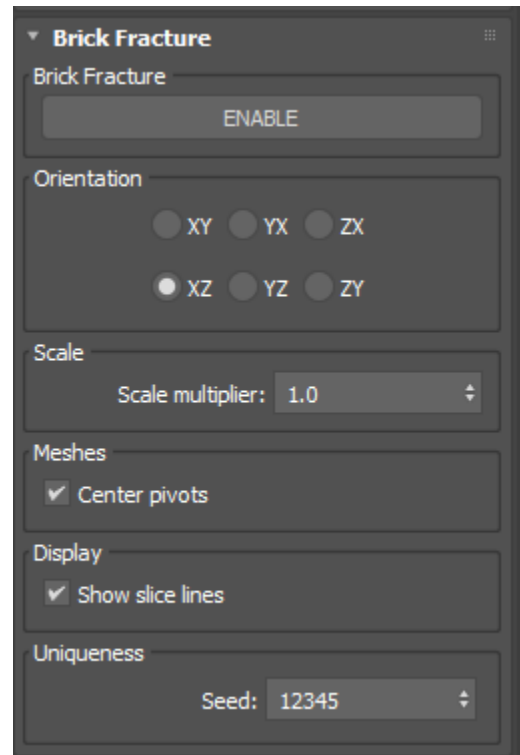 Brick Fracture
Brick Fracture
ENABLE
Orientation
XY YX ZX
XZ YZ ZY
Scale
Scale multiplier: 1.0
Meshes
Center pivots
Display
Show slice lines
Uniqueness
Seed: 12345